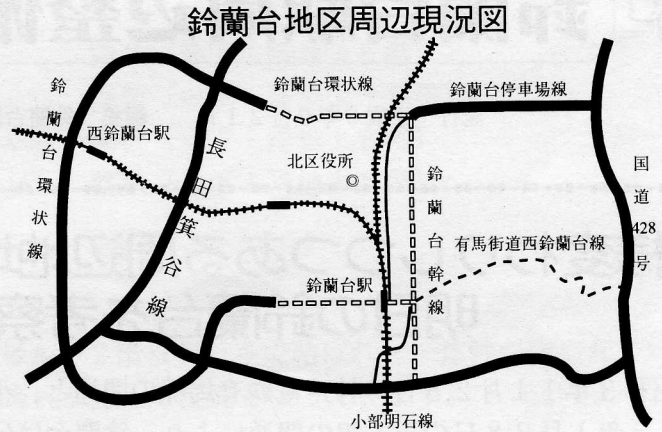 鈴蘭台地区周辺現況図
鈴蘭台環状線
鈴蘭台停車場線
鈴蘭台環状線
西鈴蘭台駅
長田箕谷線
北区役所
鈴蘭台幹線
国道428号
有馬街道西鈴蘭台線
鈴蘭台駅
小部明石線